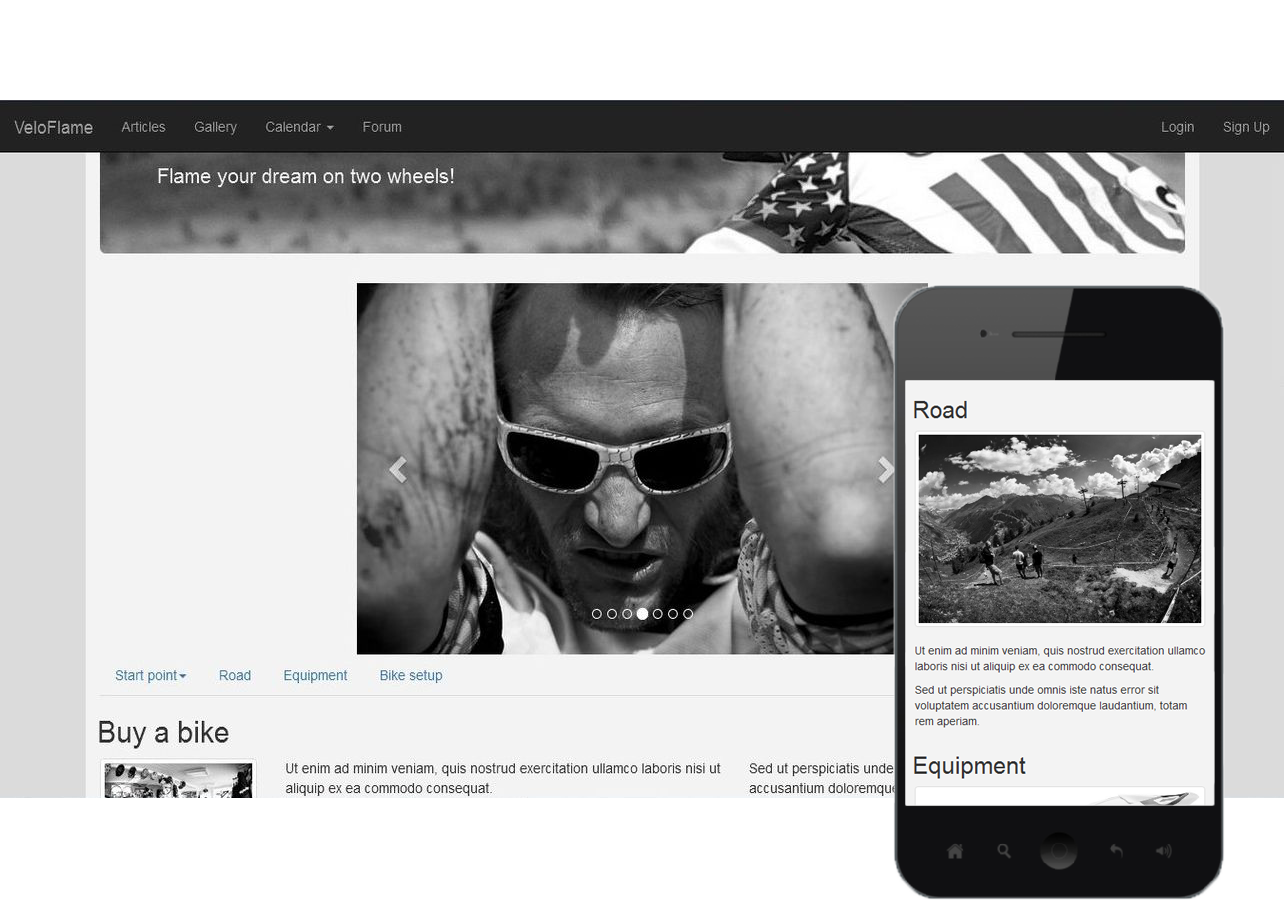 VeloFlame Articles Gallery Calendar Forum Login Sign Up
Flame your dream on two wheels!
Start point Road Equipment Bike setup
Buy a bike
Ut enim ad minim veniam, quis nostrud exercitation ullamco laboris nisi ut
aliquip ex ea commodo consequat.
Sed ut perspiciatis unde
accusantium doloremque
Road
Ut enim ad minim veniam, quis nostrud exercitation ullamco
laboris nisi ut aliquip ex ea commodo consequat.
Sed ut perspiciatis unde omnis iste natus error sit
voluptatem accusantium doloremque laudantium, totam
rem aperiam.
Equipment